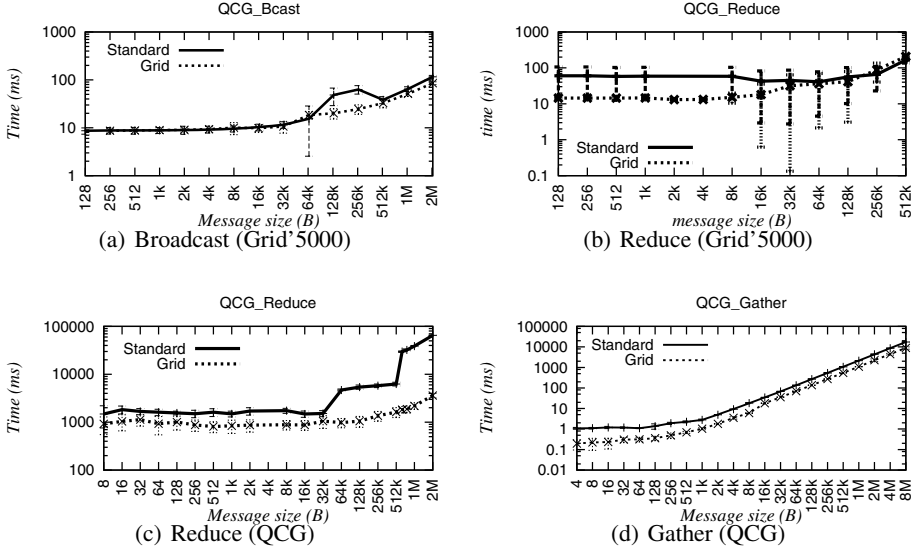 QCG_Bcast
1000
100
10
1
Time (ms)
Standard
Grid
128
256
512
1k
2k
4k
8k
16k
32k
64k
128k
256k
512k
1M
2M
Message size (B)
(a) Broadcast (Grid'5000)
QCG_Reduce
1000
100
10
1
0.1
time (ms)
Standard
Grid
128
256
512
1k
2k
4k
8k
16k
32k
64k
128k
256k
512k
message size (B)
(b) Reduce (Grid'5000)
QCG_Reduce
100000
10000
1000
100
Time (ms)
Standard
Grid
8
16
32
64
128
256
512
1k
2k
4k
8k
16k
32k
64k
128k
256k
512k
1M
2M
Message size (B)
(c) Reduce (QCG)
QCG_Gather
100000
10000
1000
100
10
1
0.1
0.01
Time (ms)
Standard
Grid
4
8
16
32
64
128
256
512
1k
2k
4k
8k
16k
32k
64k
128k
256k
512k
1M
2M
4M
8M
Message size (B)
(d) Gather (QCG)